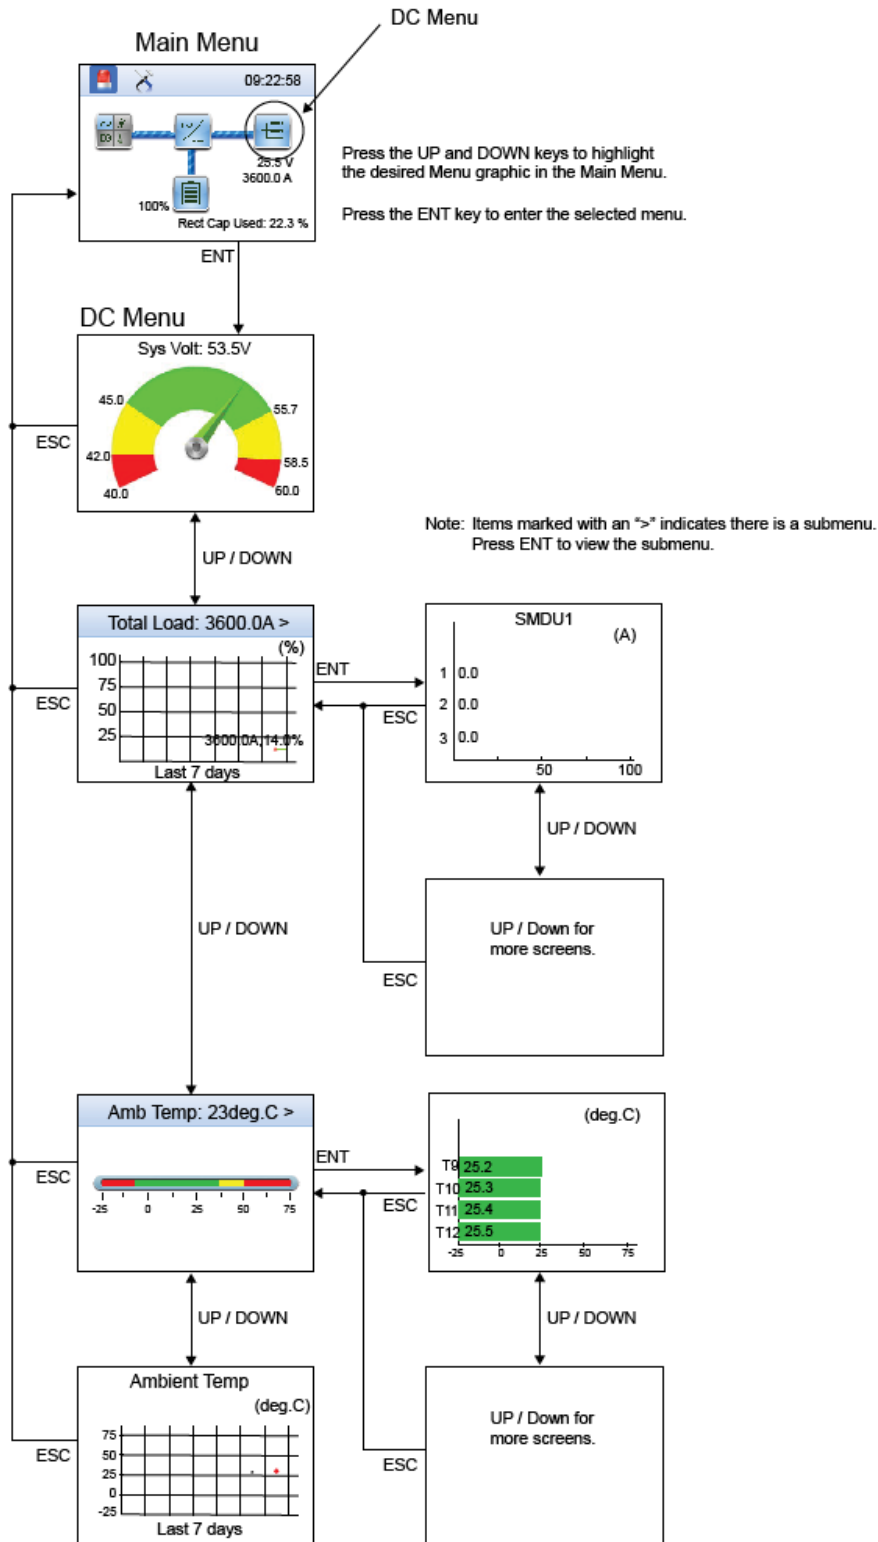 DC Menu
Main Menu
09:22:58
25.5 V
3600.0 A
100%
Rect Cap Used: 22.3 %
Press the UP and DOWN keys to highlight
the desired Menu graphic in the Main Menu.
Press the ENT key to enter the selected menu.
ENT
DC Menu
Sys Volt: 53.5V
45.0
55.7
42.0
58.5
40.0
60.0
ESC
Note: Items marked with an “>” indicates there is a submenu.
Press ENT to view the submenu.
UP / DOWN
Total Load: 3600.0A >
(%)
100
75
50
25
3600.0A,14.0%
Last 7 days
ESC
ENT
ESC
SMDU1
(A)
1 0.0
2 0.0
3 0.0
50 100
UP / DOWN
UP / DOWN
UP / Down for
more screens.
ESC
Amb Temp: 23deg.C >
-25 0 25 50 75
ESC
ENT
ESC
(deg.C)
T9 25.2
T10 25.3
T11 25.4
T12 25.5
-25 0 25 50 75
UP / DOWN
UP / DOWN
Ambient Temp
(deg.C)
75
50
25
0
-25
Last 7 days
ESC
UP / Down for
more screens.
ESC